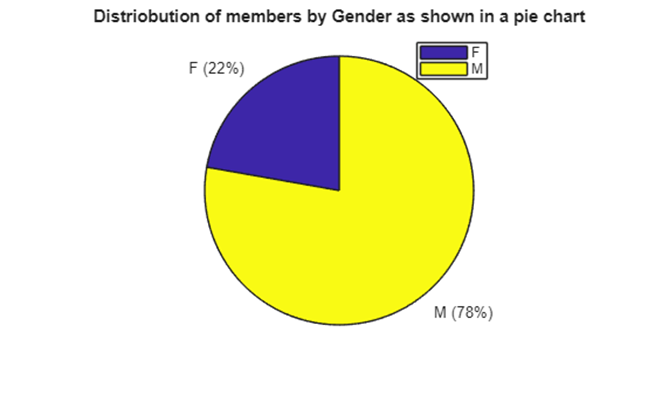 Distriobution of members by Gender as shown in a pie chart
F
M
F (22%)
M (78%)